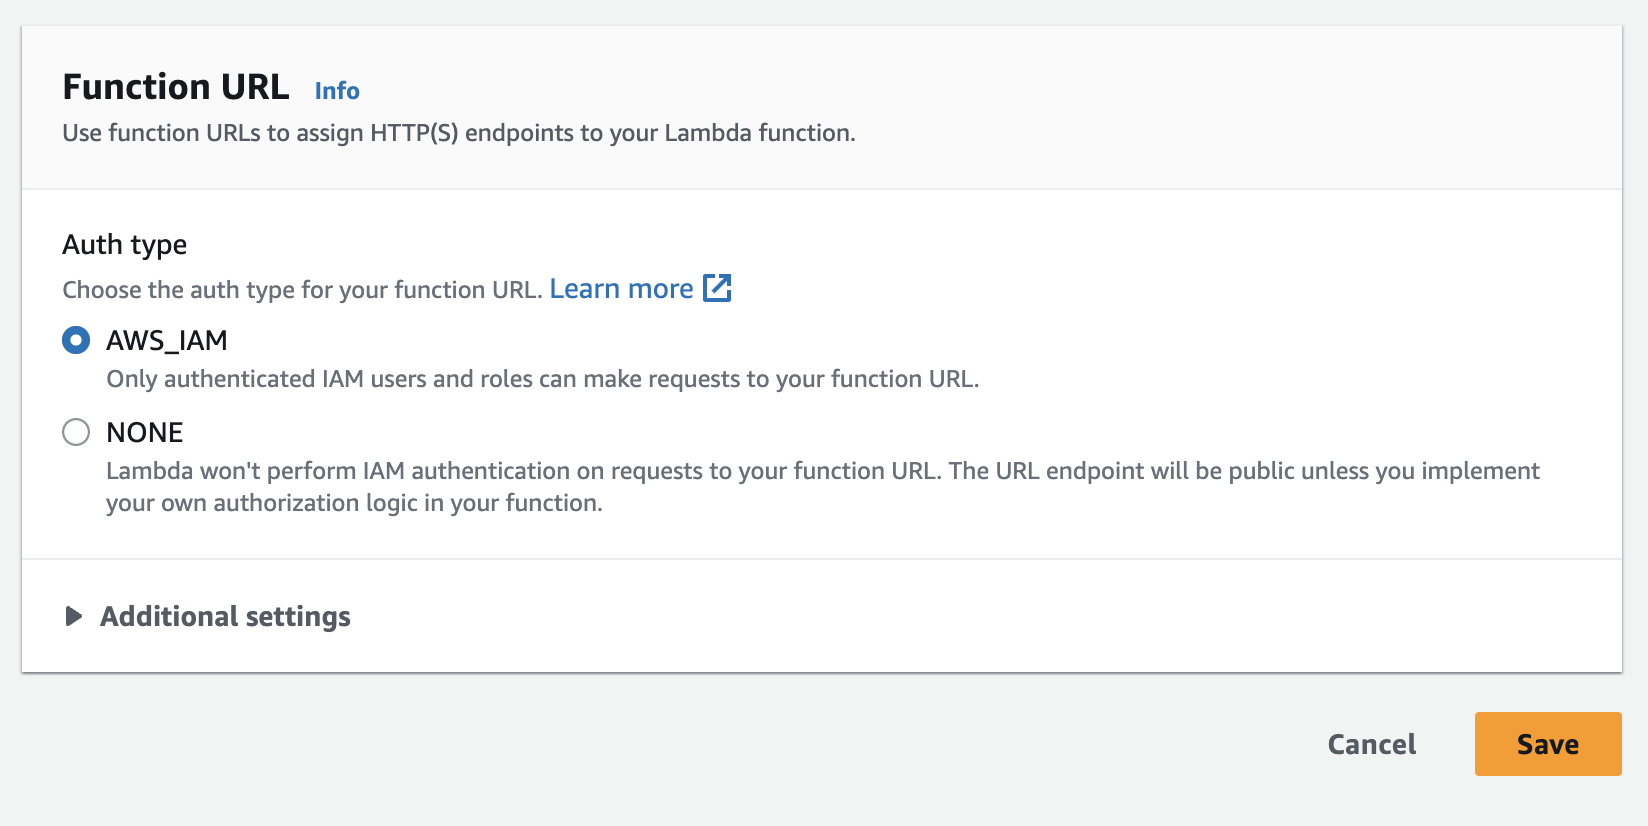 Function URL Info
Use function URLs to assign HTTP(S) endpoints to your Lambda function.
Auth type
Choose the auth type for your function URL. Learn more
AWS_IAM
Only authenticated IAM users and roles can make requests to your function URL.
NONE
Lambda won't perform IAM authentication on requests to your function URL. The URL endpoint will be public unless you implement
your own authorization logic in your function.
Additional settings
Cancel Save